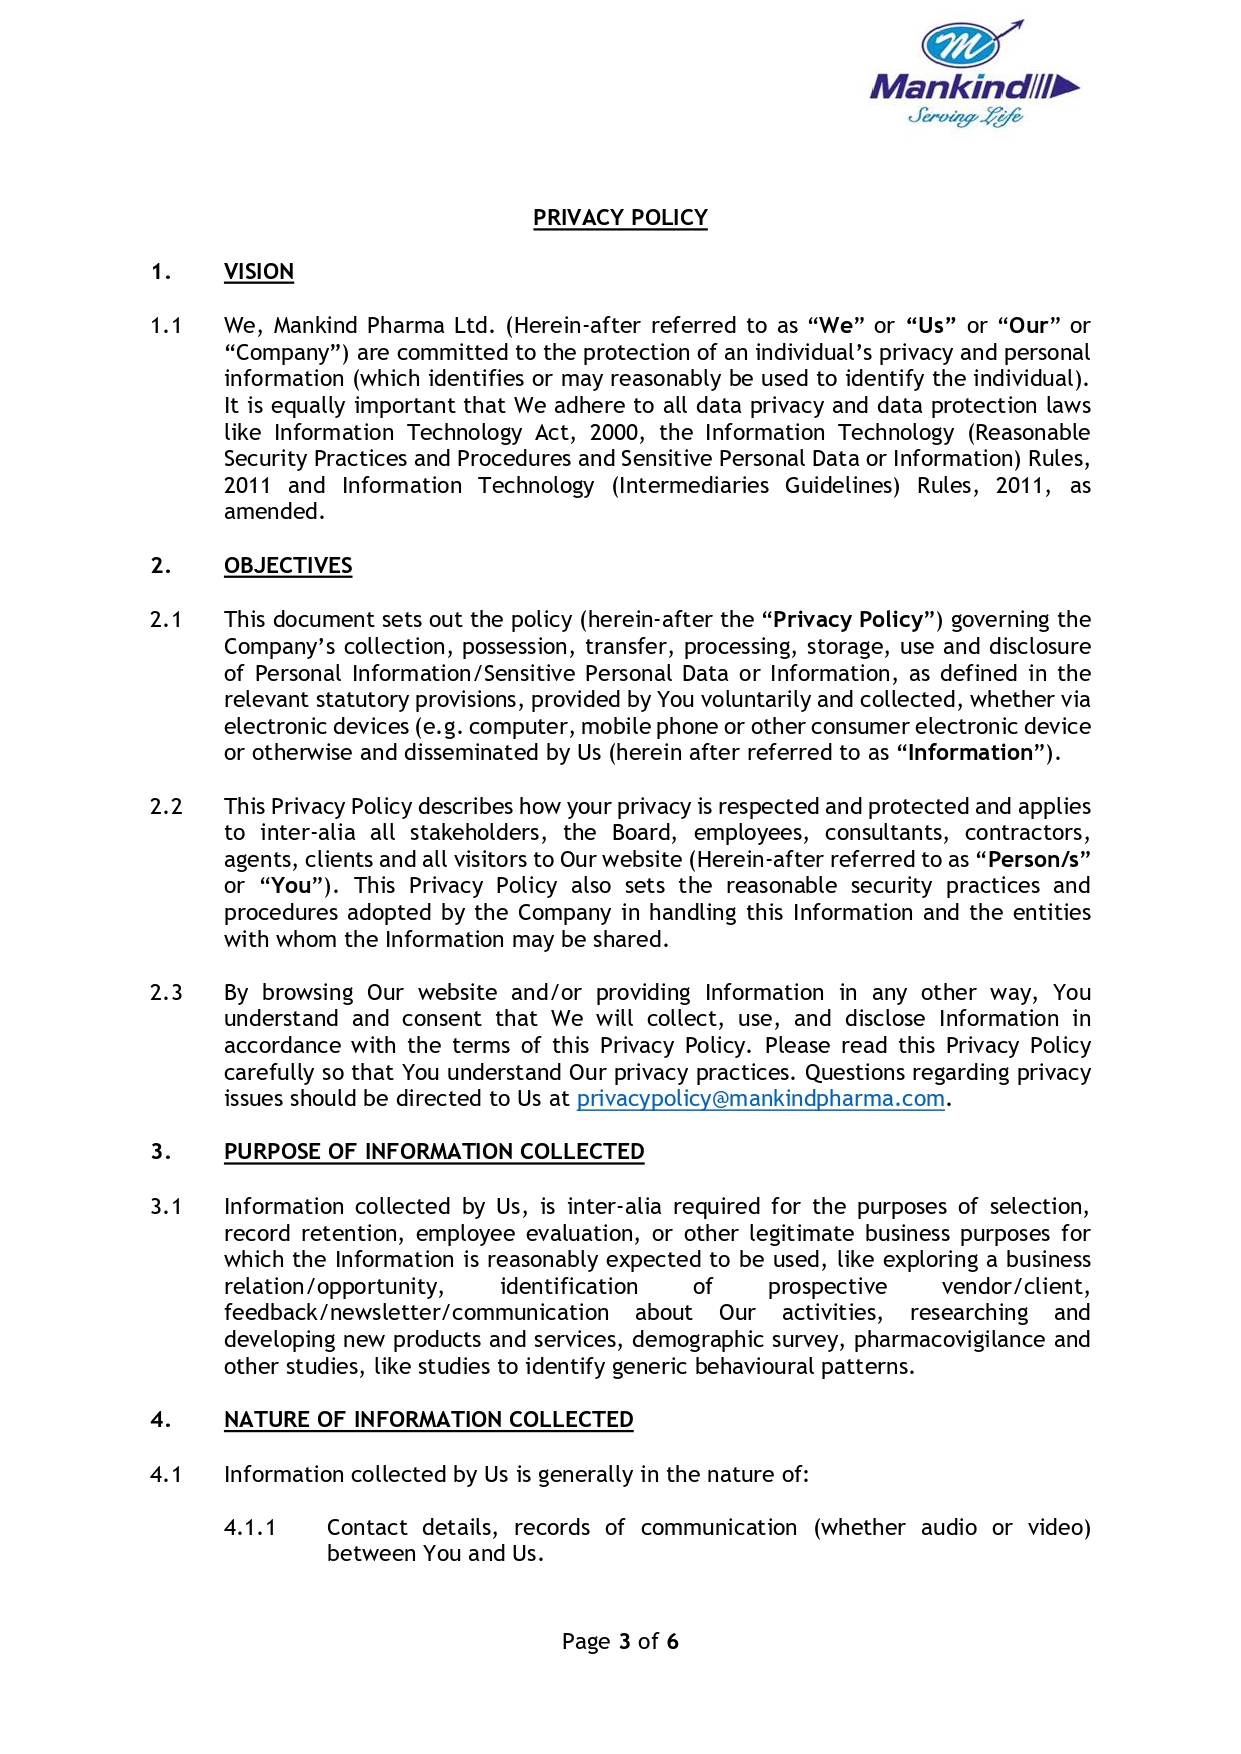 m
Mankind
Serving Life
PRIVACY POLICY
1. VISION
1.1 We, Mankind Pharma Ltd. (Herein-after referred to as “We” or “Us” or “Our” or
“Company”) are committed to the protection of an individual’s privacy and personal
information (which identifies or may reasonably be used to identify the individual).
It is equally important that We adhere to all data privacy and data protection laws
like Information Technology Act, 2000, the Information Technology (Reasonable
Security Practices and Procedures and Sensitive Personal Data or Information) Rules,
2011 and Information Technology (Intermediaries Guidelines) Rules, 2011, as
amended.
2. OBJECTIVES
2.1 This document sets out the policy (herein-after the “Privacy Policy”) governing the
Company’s collection, possession, transfer, processing, storage, use and disclosure
of Personal Information/Sensitive Personal Data or Information, as defined in the
relevant statutory provisions, provided by You voluntarily and collected, whether via
electronic devices (e.g. computer, mobile phone or other consumer electronic device
or otherwise and disseminated by Us (herein after referred to as “Information”).
2.2 This Privacy Policy describes how your privacy is respected and protected and applies
to inter-alia all stakeholders, the Board, employees, consultants, contractors,
agents, clients and all visitors to Our website (Herein-after referred to as “Person/s”
or “You”). This Privacy Policy also sets the reasonable security practices and
procedures adopted by the Company in handling this Information and the entities
with whom the Information may be shared.
2.3 By browsing Our website and/or providing Information in any other way, You
understand and consent that We will collect, use, and disclose Information in
accordance with the terms of this Privacy Policy. Please read this Privacy Policy
carefully so that You understand Our privacy practices. Questions regarding privacy
issues should be directed to Us at privacypolicy@mankindpharma.com.
3. PURPOSE OF INFORMATION COLLECTED
3.1 Information collected by Us, is inter-alia required for the purposes of selection,
record retention, employee evaluation, or other legitimate business purposes for
which the Information is reasonably expected to be used, like exploring a business
relation/opportunity, identification of prospective vendor/client,
feedback/newsletter/communication about Our activities, researching and
developing new products and services, demographic survey, pharmacovigilance and
other studies, like studies to identify generic behavioural patterns.
4. NATURE OF INFORMATION COLLECTED
4.1 Information collected by Us is generally in the nature of:
4.1.1 Contact details, records of communication (whether audio or video)
between You and Us.
Page 3 of 6